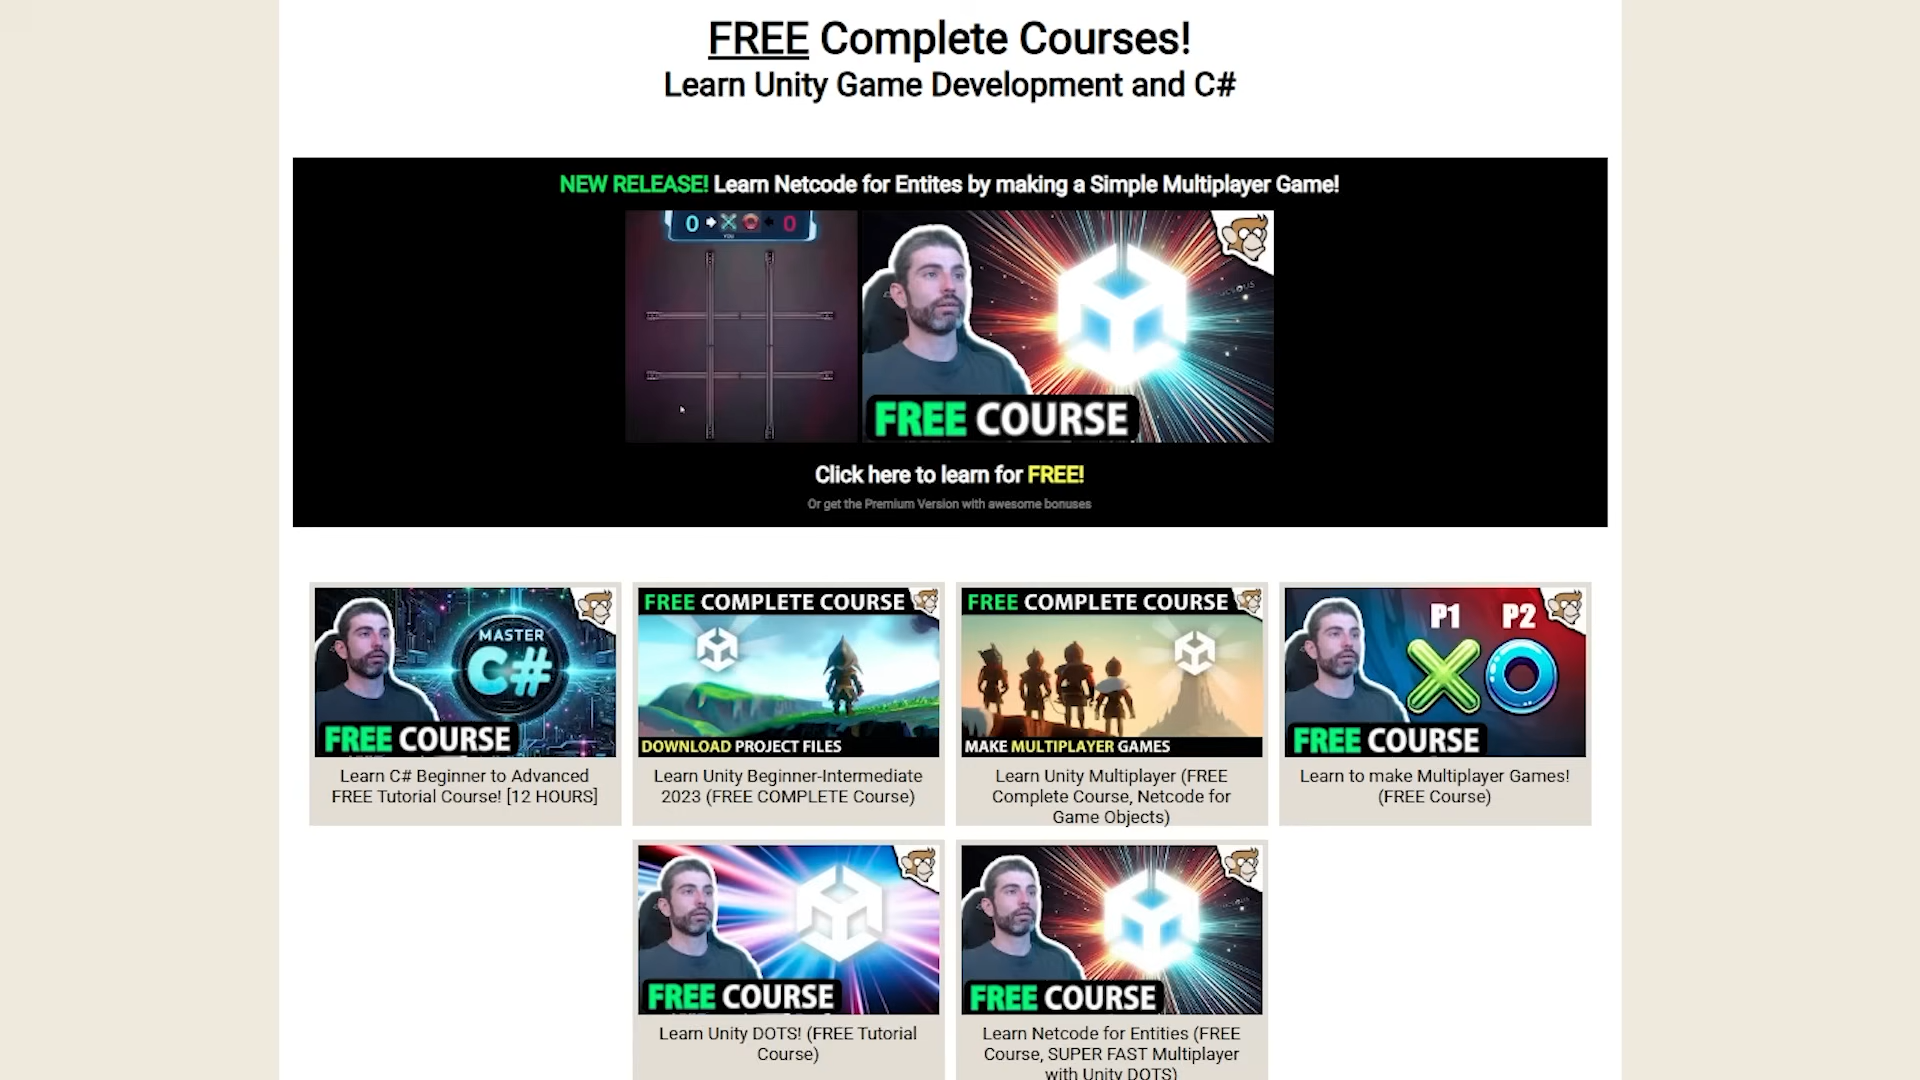 FREE Complete Courses!
Learn Unity Game Development and C#
NEW RELEASE! Learn Netcode for Entites by making a Simple Multiplayer Game!
0 0
YOU
FREE COURSE
Click here to learn for FREE!
Or get the Premium Version with awesome bonuses
MASTER
C#
FREE COURSE
Learn C# Beginner to Advanced
FREE Tutorial Course! [12 HOURS]
FREE COMPLETE COURSE
DOWNLOAD PROJECT FILES
Learn Unity Beginner-Intermediate
2023 (FREE COMPLETE Course)
FREE COMPLETE COURSE
MAKE MULTIPLAYER GAMES
Learn Unity Multiplayer (FREE
Complete Course, Netcode for
Game Objects)
P1 P2
FREE COURSE
Learn to make Multiplayer Games!
(FREE Course)
FREE COURSE
Learn Unity DOTS! (FREE Tutorial
Course)
FREE COURSE
Learn Netcode for Entities (FREE
Course, SUPER FAST Multiplayer
with Unity DOTS)